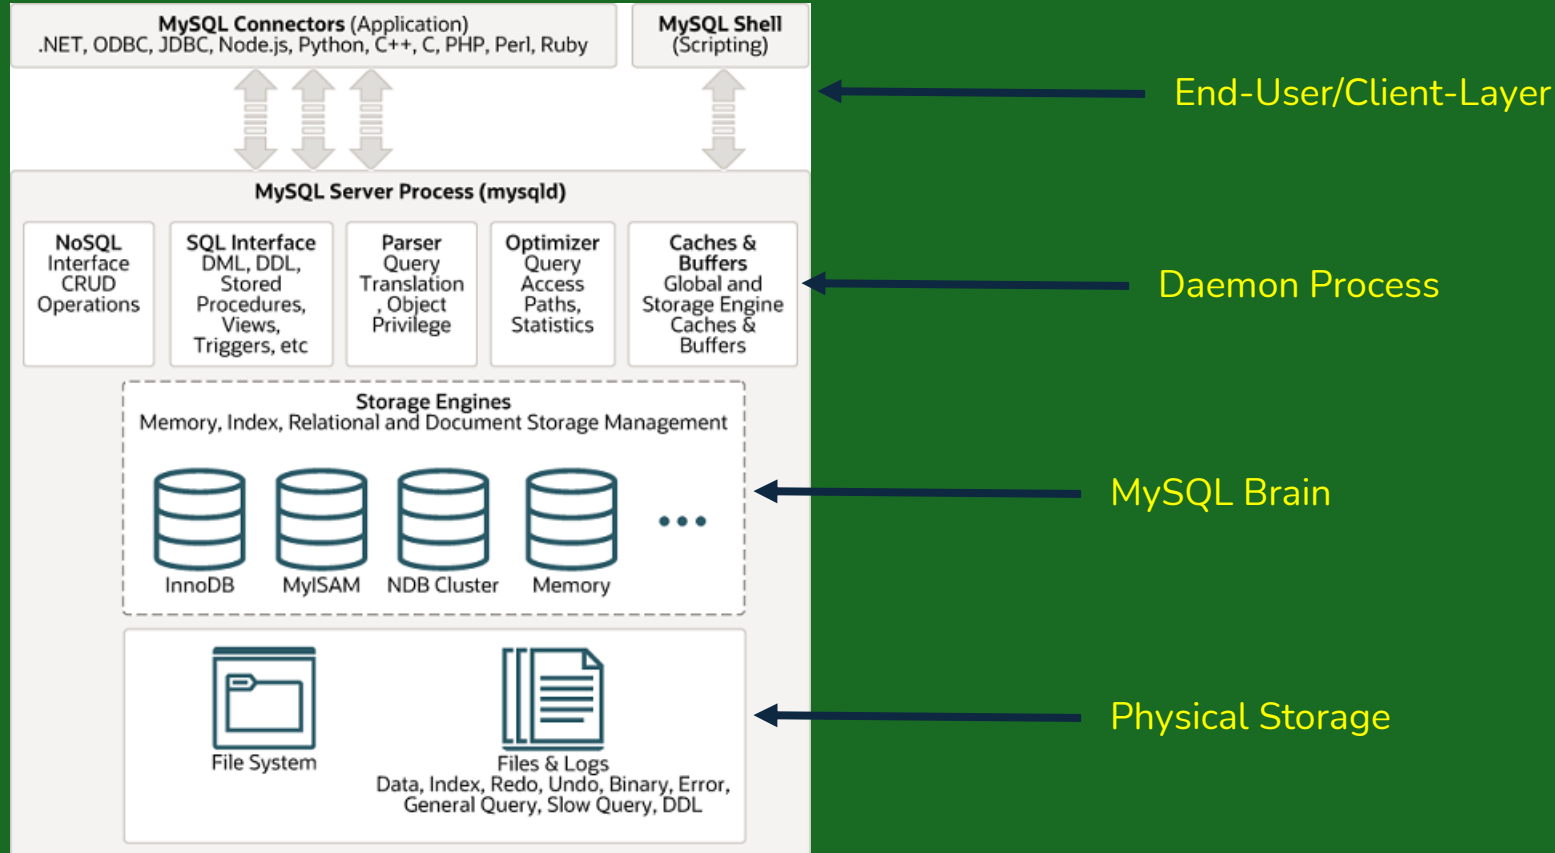 MySQL Connectors (Application)
.NET, ODBC, JDBC, Node.js, Python, C++, C, PHP, Perl, Ruby
MySQL Shell
(Scripting)
End-User/Client-Layer
MySQL Server Process (mysqld)
NoSQL
Interface
CRUD
Operations
SQL Interface
DML, DDL,
Stored
Procedures,
Views,
Triggers, etc
Parser
Query
Translation
, Object
Privilege
Optimizer
Query
Access
Paths,
Statistics
Caches &
Buffers
Global and
Storage Engine
Caches &
Buffers
Daemon Process
Storage Engines
Memory, Index, Relational and Document Storage Management
InnoDB
MyISAM
NDB Cluster
Memory
MySQL Brain
File System
Files & Logs
Data, Index, Redo, Undo, Binary, Error,
General Query, Slow Query, DDL
Physical Storage